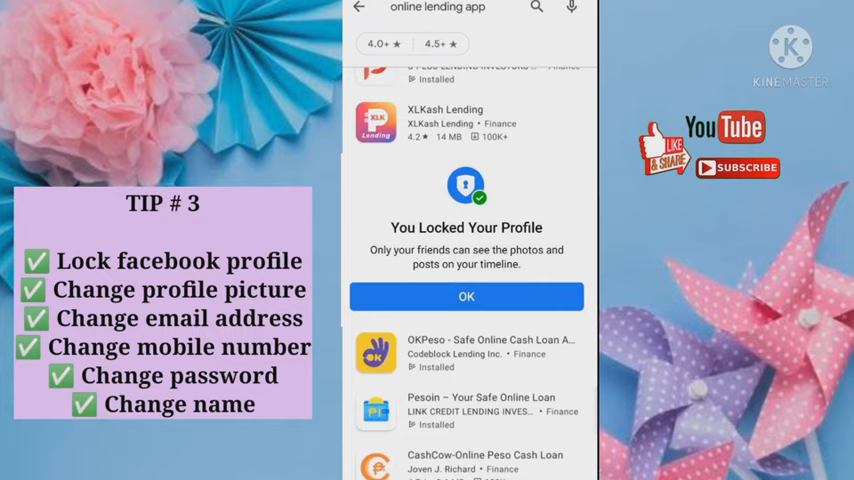 TIP # 3
✅ Lock facebook profile
✅ Change profile picture
✅ Change email address
✅ Change mobile number
✅ Change password
✅ Change name
online lending app
4.0+ ★
4.5+ ★
Installed
XLK
Lending
XLKash Lending
XLKash Lending • Finance
4.2★ 14 MB 100K+
You Locked Your Profile
Only your friends can see the photos and
posts on your timeline.
OK
OK
OKPeso - Safe Online Cash Loan A...
Codeblock Lending Inc. • Finance
Installed
Pesoin – Your Safe Online Loan
LINK CREDIT LENDING INVES... • Finance
Installed
CashCow-Online Peso Cash Loan
Joven J. Richard • Finance
K
KINEMASTER
YouTube
LIKE
& SHARE
SUBSCRIBE